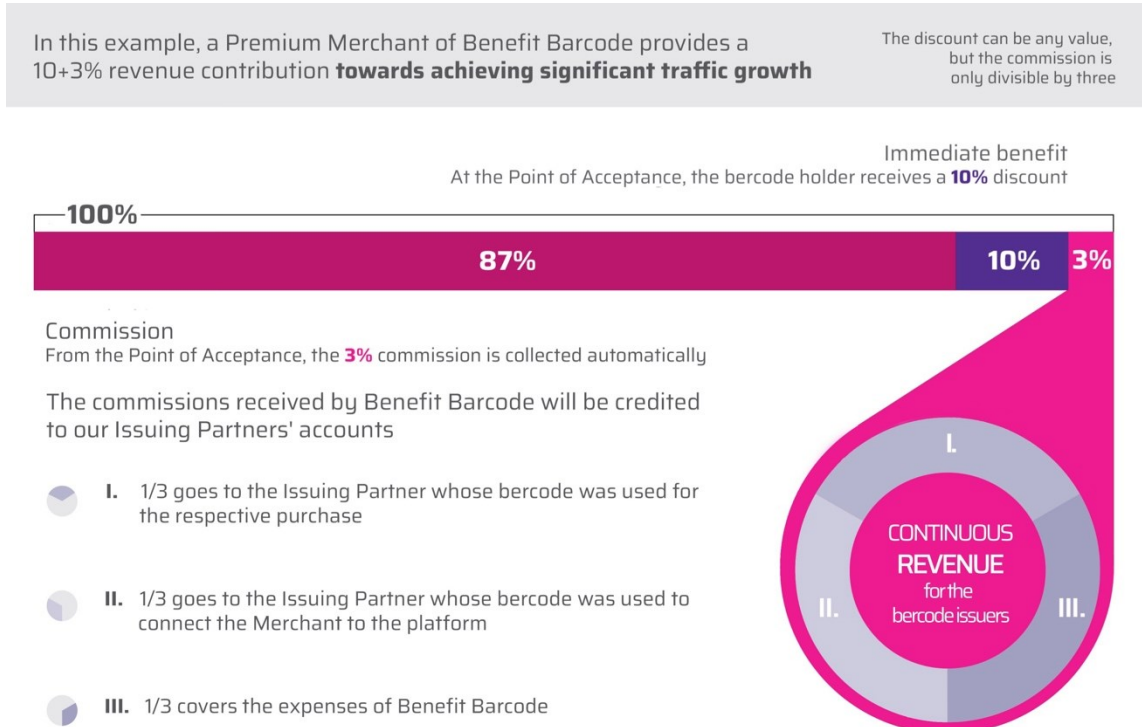 In this example, a Premium Merchant of Benefit Barcode provides a
10+3% revenue contribution towards achieving significant traffic growth
The discount can be any value,
but the commission is
only divisible by three
Immediate benefit
At the Point of Acceptance, the bercode holder receives a 10% discount
100%
87%
10%
3%
Commission
From the Point of Acceptance, the 3% commission is collected automatically
The commissions received by Benefit Barcode will be credited
to our Issuing Partners' accounts
I. 1/3 goes to the Issuing Partner whose bercode was used for
the respective purchase
II. 1/3 goes to the Issuing Partner whose bercode was used to
connect the Merchant to the platform
III. 1/3 covers the expenses of Benefit Barcode
I.
II.
III.
CONTINUOUS
REVENUE
for the
bercode issuers